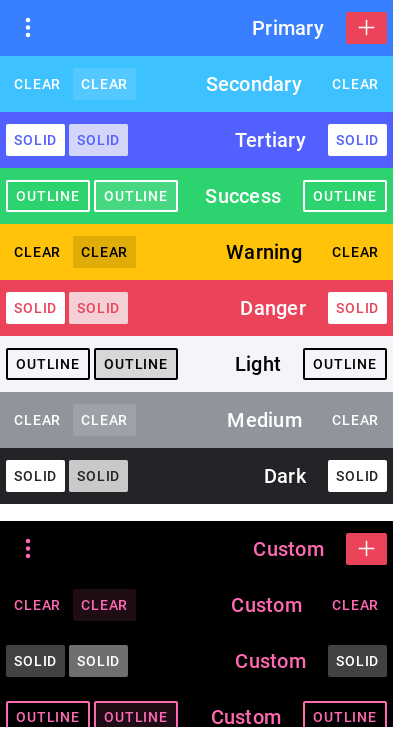 Primary
CLEAR CLEAR Secondary CLEAR
SOLID SOLID Tertiary SOLID
OUTLINE OUTLINE Success OUTLINE
CLEAR CLEAR Warning CLEAR
SOLID SOLID Danger SOLID
OUTLINE OUTLINE Light OUTLINE
CLEAR CLEAR Medium CLEAR
SOLID SOLID Dark SOLID
Custom
CLEAR CLEAR Custom CLEAR
SOLID SOLID Custom SOLID
OUTLINE OUTLINE Custom OUTLINE